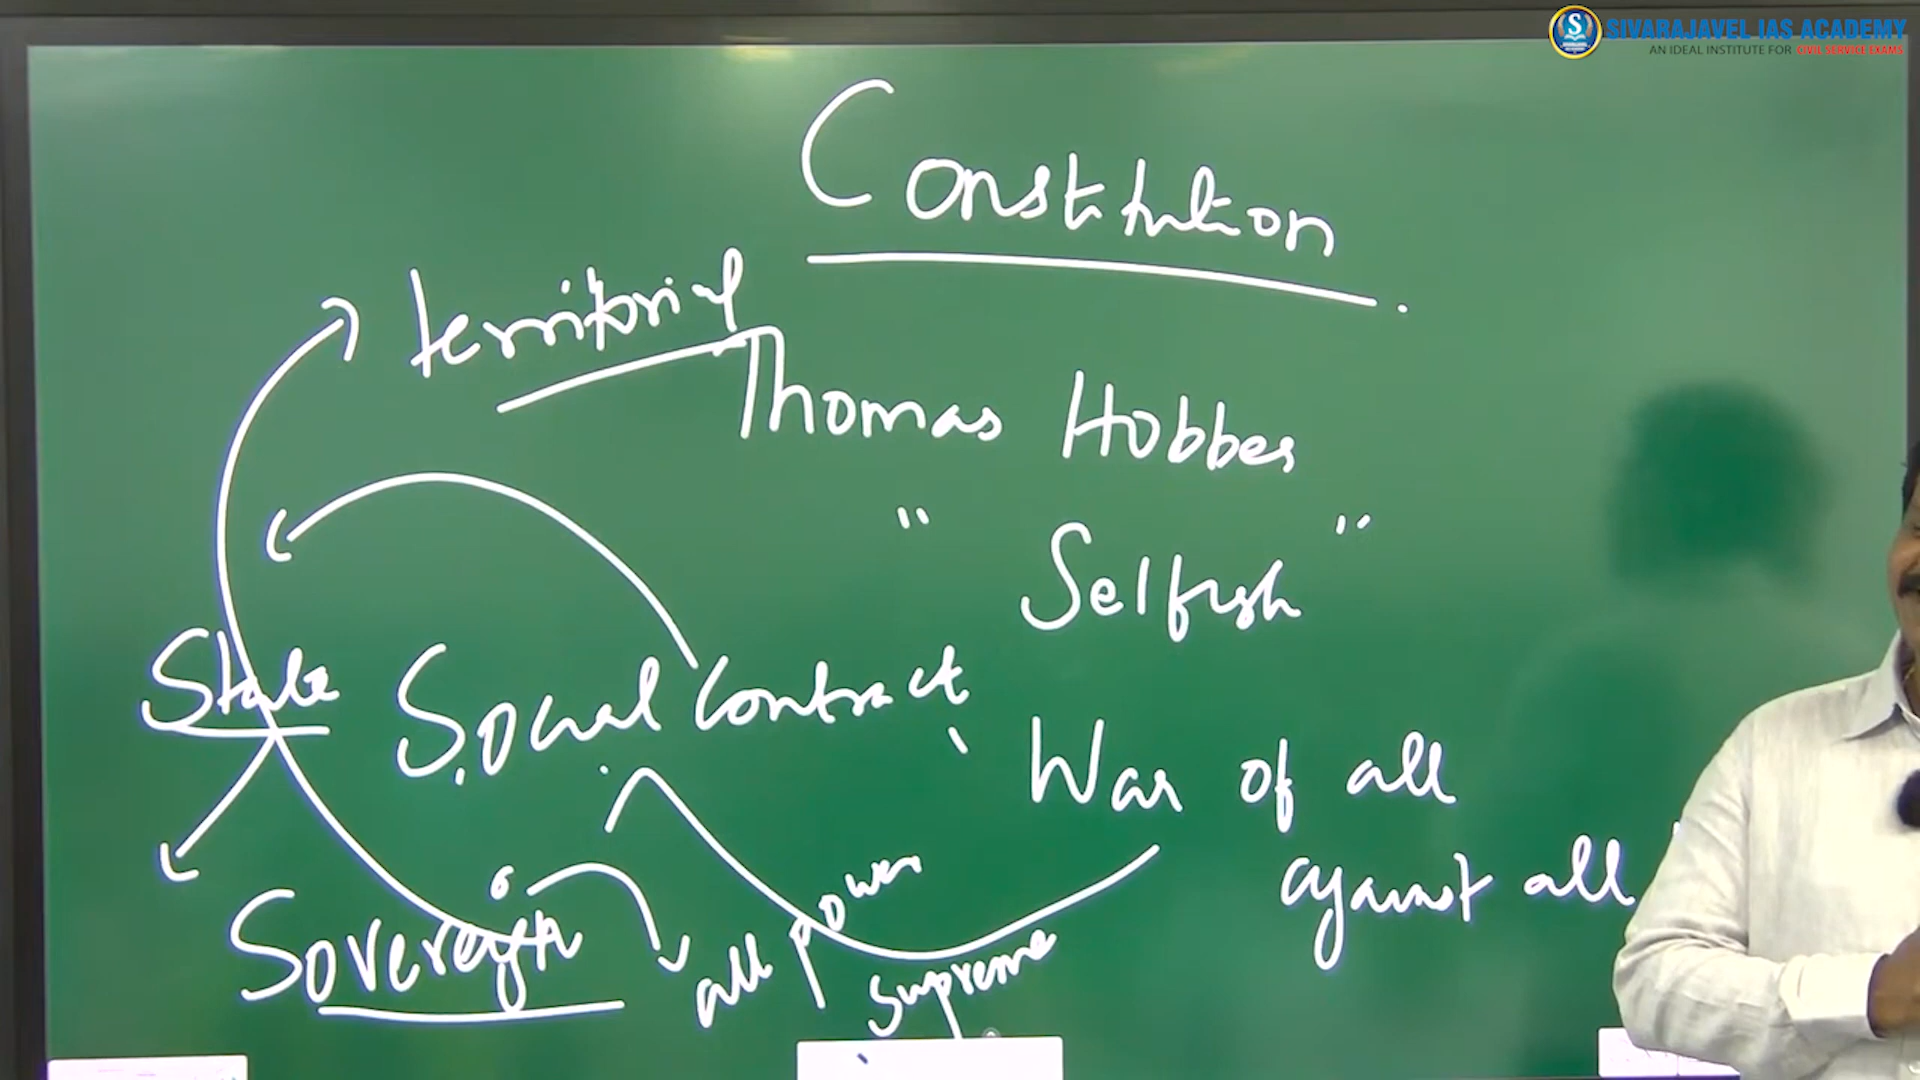 SIVARAJAVEL IAS ACADEMY
AN IDEAL INSTITUTE FOR CIVIL SERVICE EXAMS
Constitution
territorial
Thomas Hobbes
" Selfish "
State
Social Contract
' War of all
against all
Sovereign
all power
supreme